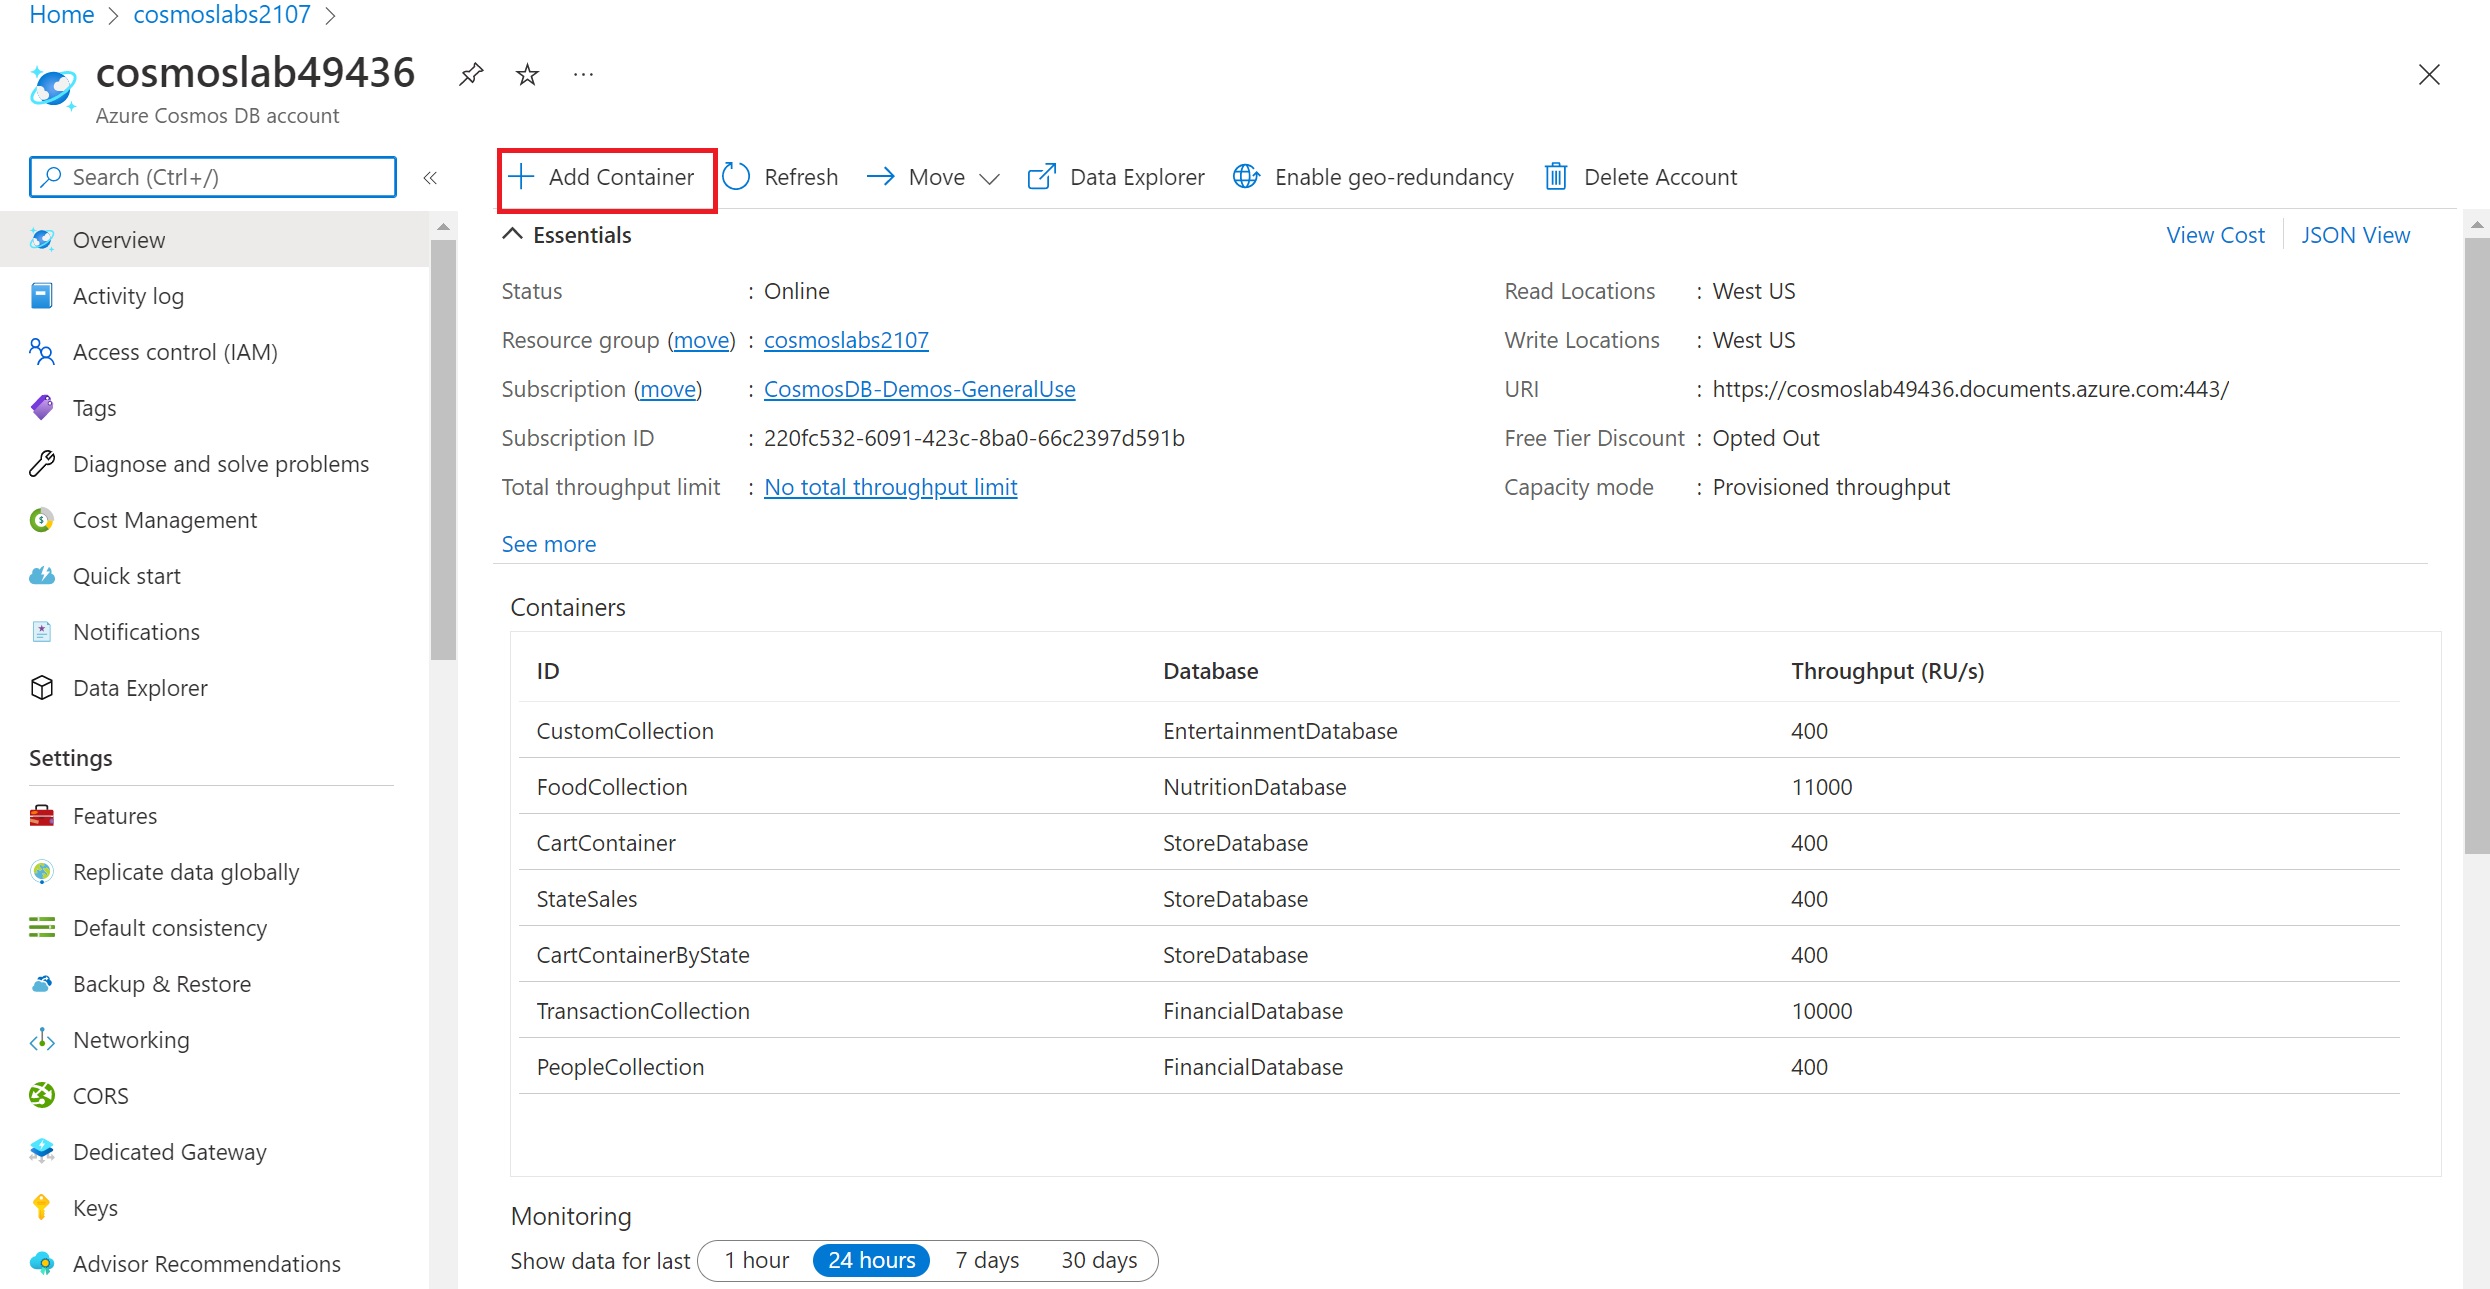 Home > cosmoslabs2107 >
cosmoslab49436
Azure Cosmos DB account
Search (Ctrl+/)
Overview
Activity log
Access control (IAM)
Tags
Diagnose and solve problems
Cost Management
Quick start
Notifications
Data Explorer
Settings
Features
Replicate data globally
Default consistency
Backup & Restore
Networking
CORS
Dedicated Gateway
Keys
Advisor Recommendations
Add Container Refresh Move Data Explorer Enable geo-redundancy Delete Account
Essentials View Cost JSON View
Status : Online
Resource group (move) : cosmoslabs2107
Subscription (move) : CosmosDB-Demos-GeneralUse
Subscription ID : 220fc532-6091-423c-8ba0-66c2397d591b
Total throughput limit : No total throughput limit
See more
Read Locations : West US
Write Locations : West US
URI : https://cosmoslab49436.documents.azure.com:443/
Free Tier Discount : Opted Out
Capacity mode : Provisioned throughput
Containers
ID Database Throughput (RU/s)
CustomCollection EntertainmentDatabase 400
FoodCollection NutritionDatabase 11000
CartContainer StoreDatabase 400
StateSales StoreDatabase 400
CartContainerByState StoreDatabase 400
TransactionCollection FinancialDatabase 10000
PeopleCollection FinancialDatabase 400
Monitoring
Show data for last 1 hour 24 hours 7 days 30 days